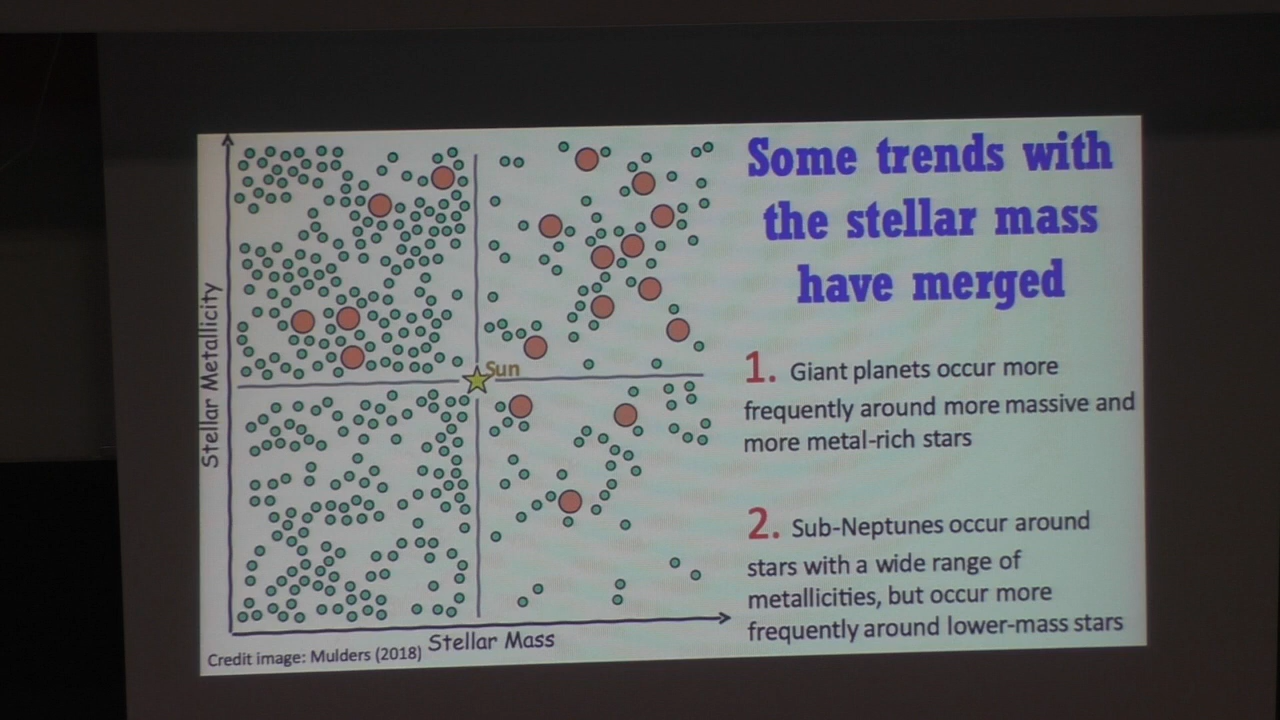 Some trends with
the stellar mass
have merged
1. Giant planets occur more
frequently around more massive and
more metal-rich stars
2. Sub-Neptunes occur around
stars with a wide range of
metallicities, but occur more
frequently around lower-mass stars
Stellar Metallicity
Sun
Stellar Mass
Credit image: Mulders (2018)